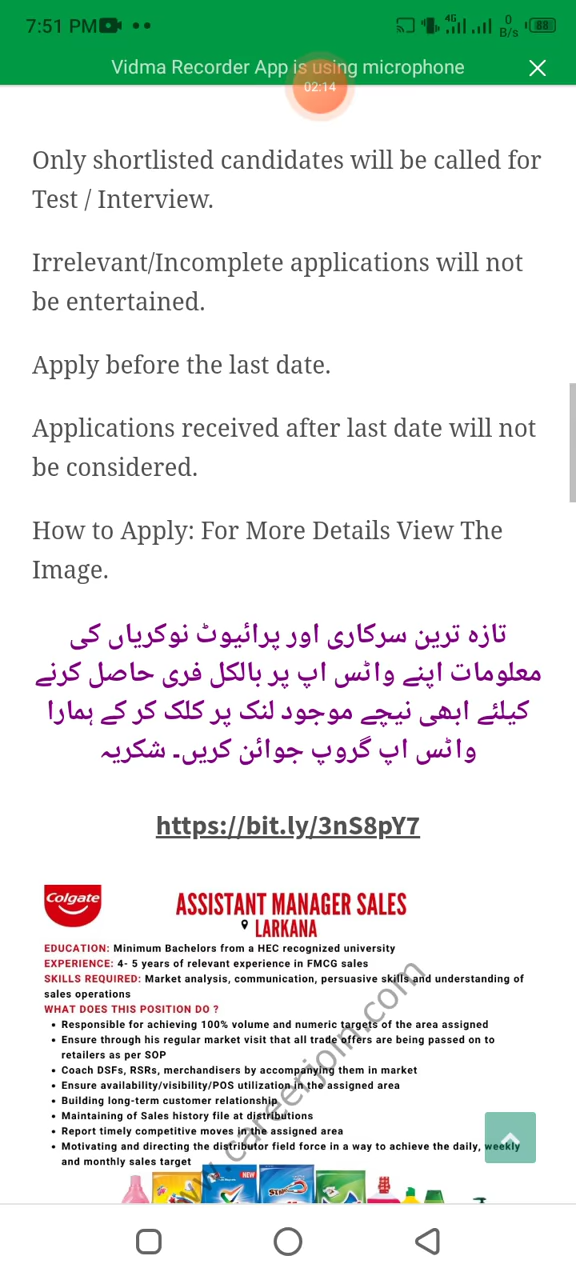 7:51 PM
4G
0
B/s
88
Vidma Recorder App is using microphone
02:14
Only shortlisted candidates will be called for
Test / Interview.
Irrelevant/Incomplete applications will not
be entertained.
Apply before the last date.
Applications received after last date will not
be considered.
How to Apply: For More Details View The
Image.
تازہ ترین سرکاری اور پرائیوٹ نوکریاں کی
معلومات اپنے واٹس اپ پر بالکل فری حاصل کرنے
کیلئے ابھی نیچے موجود لنک پر کلک کر کے ہمارا
واٹس اپ گروپ جوائن کریں۔ شکریہ
https://bit.ly/3nS8pY7
Colgate
ASSISTANT MANAGER SALES
LARKANA
EDUCATION: Minimum Bachelors from a HEC recognized university
EXPERIENCE: 4- 5 years of relevant experience in FMCG sales
SKILLS REQUIRED: Market analysis, communication, persuasive skills and understanding of
sales operations
WHAT DOES THIS POSITION DO ?
• Responsible for achieving 100% volume and numeric targets of the area assigned
• Ensure through his regular market visit that all trade offers are being passed on to
retailers as per SOP
• Coach DSFs, RSRs, merchandisers by accompanying them in market
• Ensure availability/visibility/POS utilization in the assigned area
• Building long-term customer relationship
• Maintaining of Sales history file at distributions
• Report timely competitive moves in the assigned area
• Motivating and directing the distributor field force in a way to achieve the daily, weekly
and monthly sales target
NEW